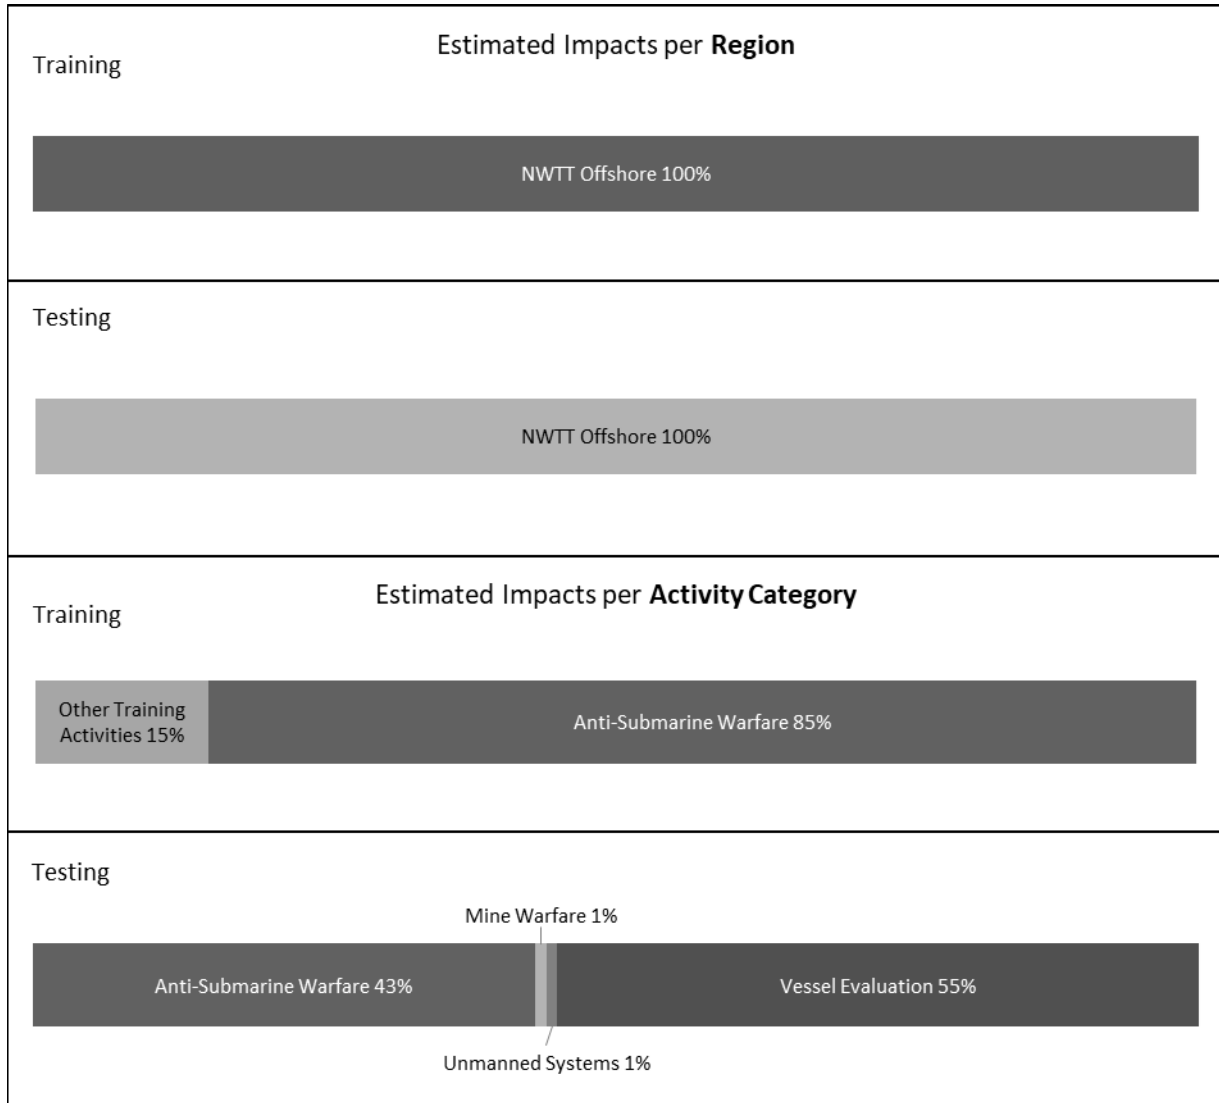 Estimated Impacts per Region
Training
NWTT Offshore 100%
Testing
NWTT Offshore 100%
Estimated Impacts per Activity Category
Training
Other Training
Activities 15%
Anti-Submarine Warfare 85%
Testing
Mine Warfare 1%
Anti-Submarine Warfare 43%
Vessel Evaluation 55%
Unmanned Systems 1%